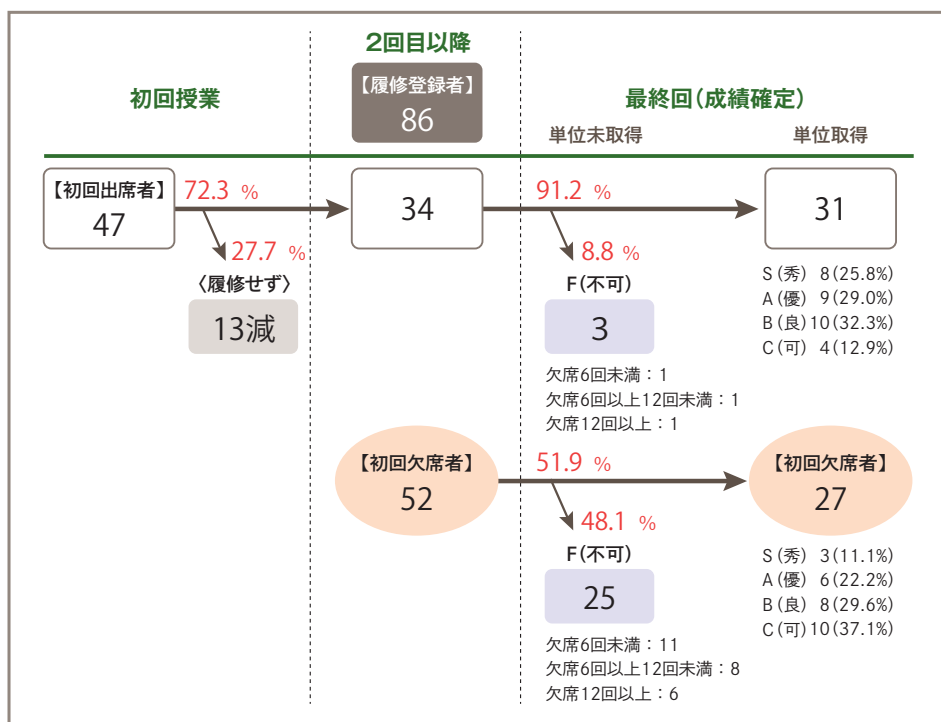 2回目以降
初回授業
【履修登録者】
86
最終回(成績確定)
単位未取得
単位取得
【初回出席者】
47
72.3 %
34
91.2 %
31
27.7 %
〈履修せず〉
13減
8.8 %
F(不可)
3
欠席6回未満：1
欠席6回以上12回未満：1
欠席12回以上：1
S(秀) 8(25.8%)
A(優) 9(29.0%)
B(良)10(32.3%)
C(可) 4(12.9%)
【初回欠席者】
52
51.9 %
【初回欠席者】
27
48.1 %
F(不可)
25
欠席6回未満：11
欠席6回以上12回未満：8
欠席12回以上：6
S(秀) 3(11.1%)
A(優) 6(22.2%)
B(良) 8(29.6%)
C(可)10(37.1%)